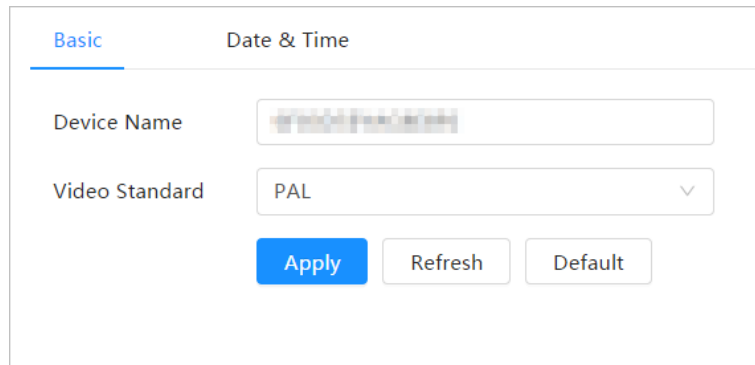 Basic Date & Time
Device Name
Video Standard PAL
Apply Refresh Default